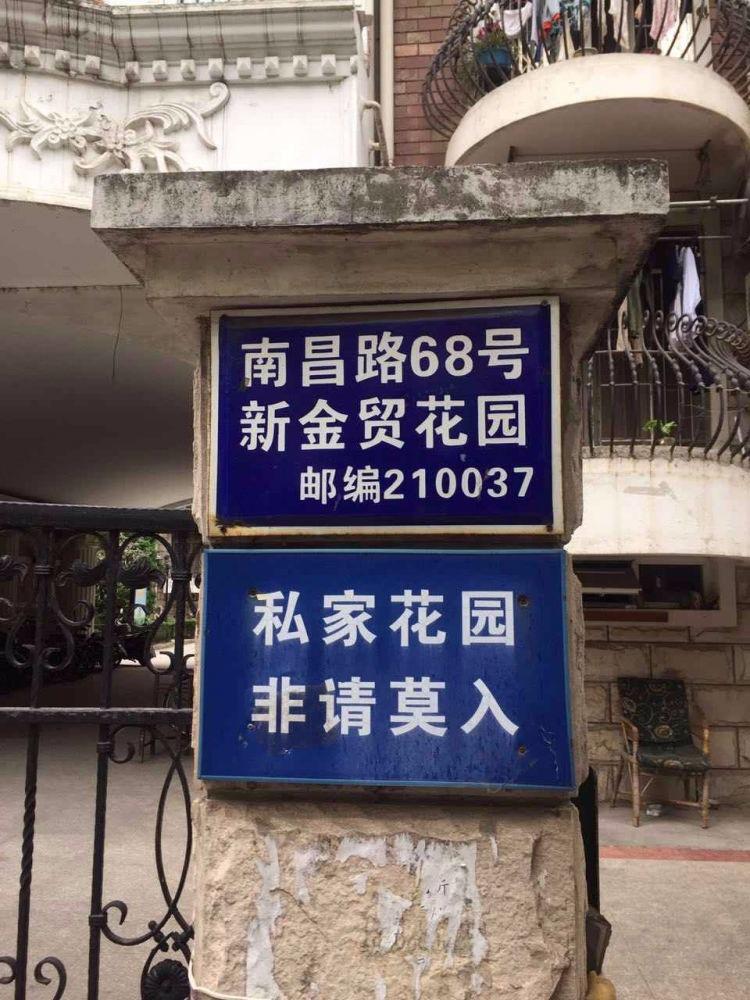 南昌路68号
新金贸花园
邮编210037
私家花园
非请莫入